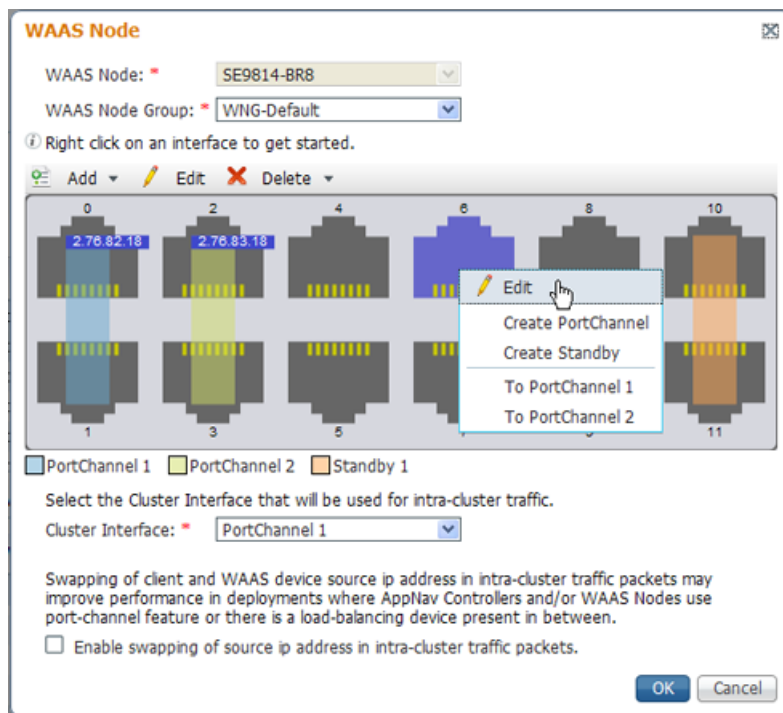 WAAS Node
WAAS Node: * SE9814-BR8
WAAS Node Group: * WNG-Default
i Right click on an interface to get started.
Add Edit Delete
0 2 4 6 8 10
2.76.82.18 2.76.83.18
Edit
Create PortChannel
Create Standby
To PortChannel 1
To PortChannel 2
1 3 5 11
PortChannel 1 PortChannel 2 Standby 1
Select the Cluster Interface that will be used for intra-cluster traffic.
Cluster Interface: * PortChannel 1
Swapping of client and WAAS device source ip address in intra-cluster traffic packets may
improve performance in deployments where AppNav Controllers and/or WAAS Nodes use
port-channel feature or there is a load-balancing device present in between.
Enable swapping of source ip address in intra-cluster traffic packets.
OK Cancel